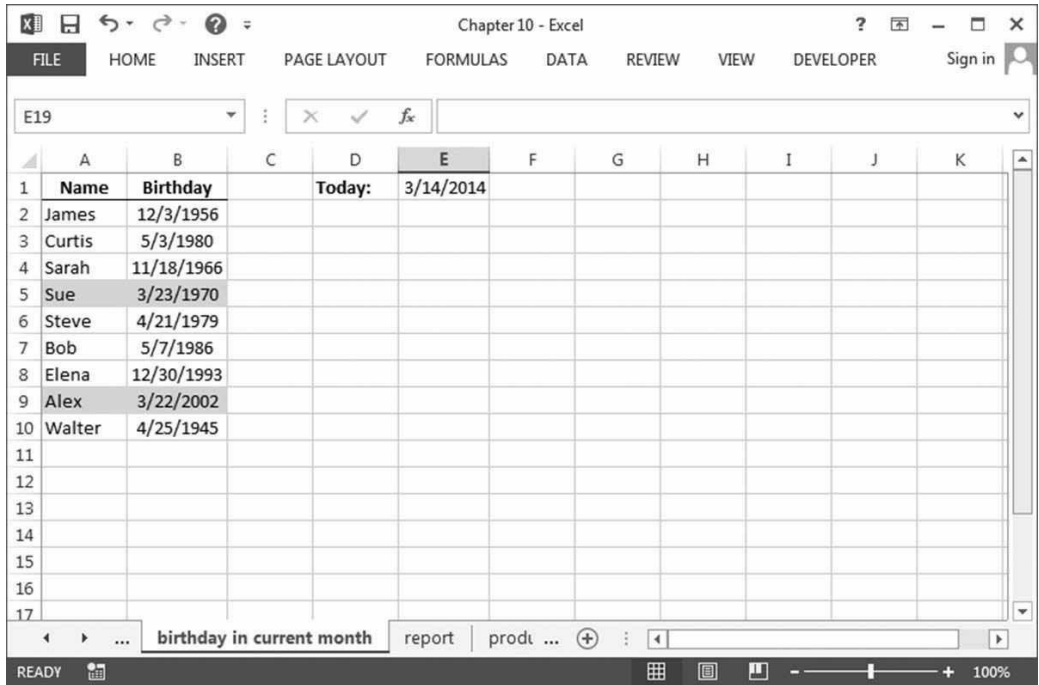 Chapter 10 - Excel
?
FILE HOME INSERT PAGE LAYOUT FORMULAS DATA REVIEW VIEW DEVELOPER Sign in
E19 fx
A B C D E F G H I J K
1 Name Birthday Today: 3/14/2014
2 James 12/3/1956
3 Curtis 5/3/1980
4 Sarah 11/18/1966
5 Sue 3/23/1970
6 Steve 4/21/1979
7 Bob 5/7/1986
8 Elena 12/30/1993
9 Alex 3/22/2002
10 Walter 4/25/1945
11
12
13
14
15
16
17
... birthday in current month report produ ...
READY 100%